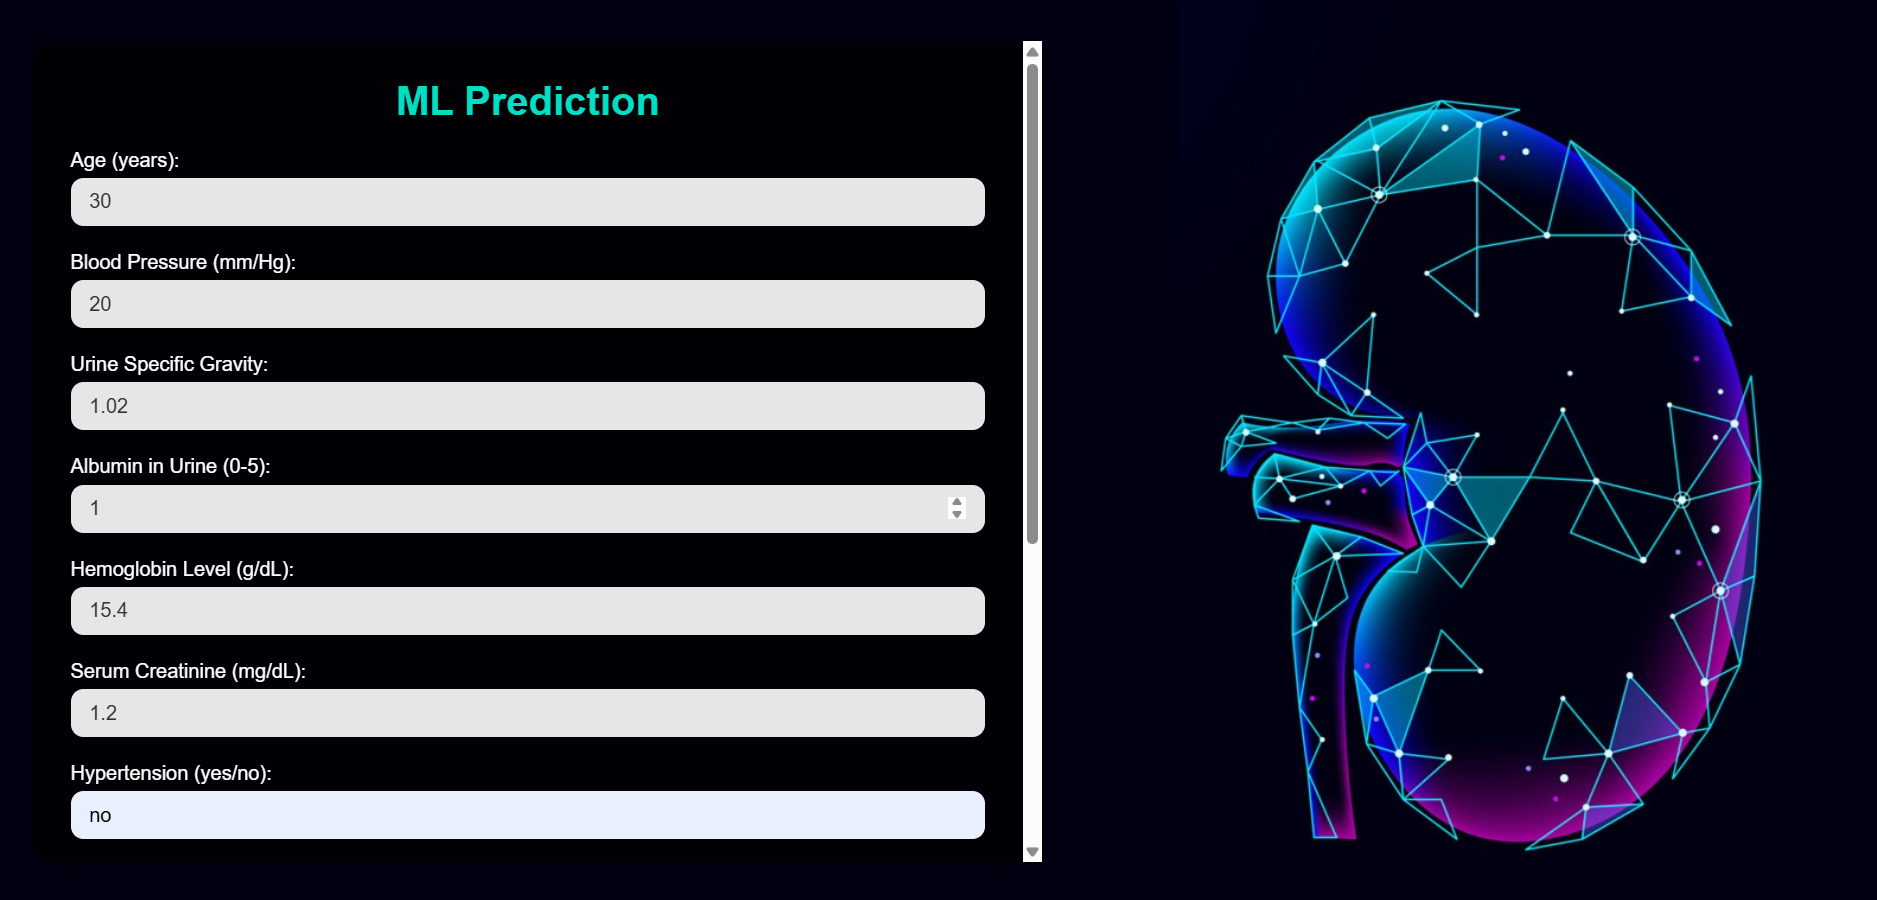 ML Prediction
Age (years):
30
Blood Pressure (mm/Hg):
20
Urine Specific Gravity:
1.02
Albumin in Urine (0-5):
1
Hemoglobin Level (g/dL):
15.4
Serum Creatinine (mg/dL):
1.2
Hypertension (yes/no):
no